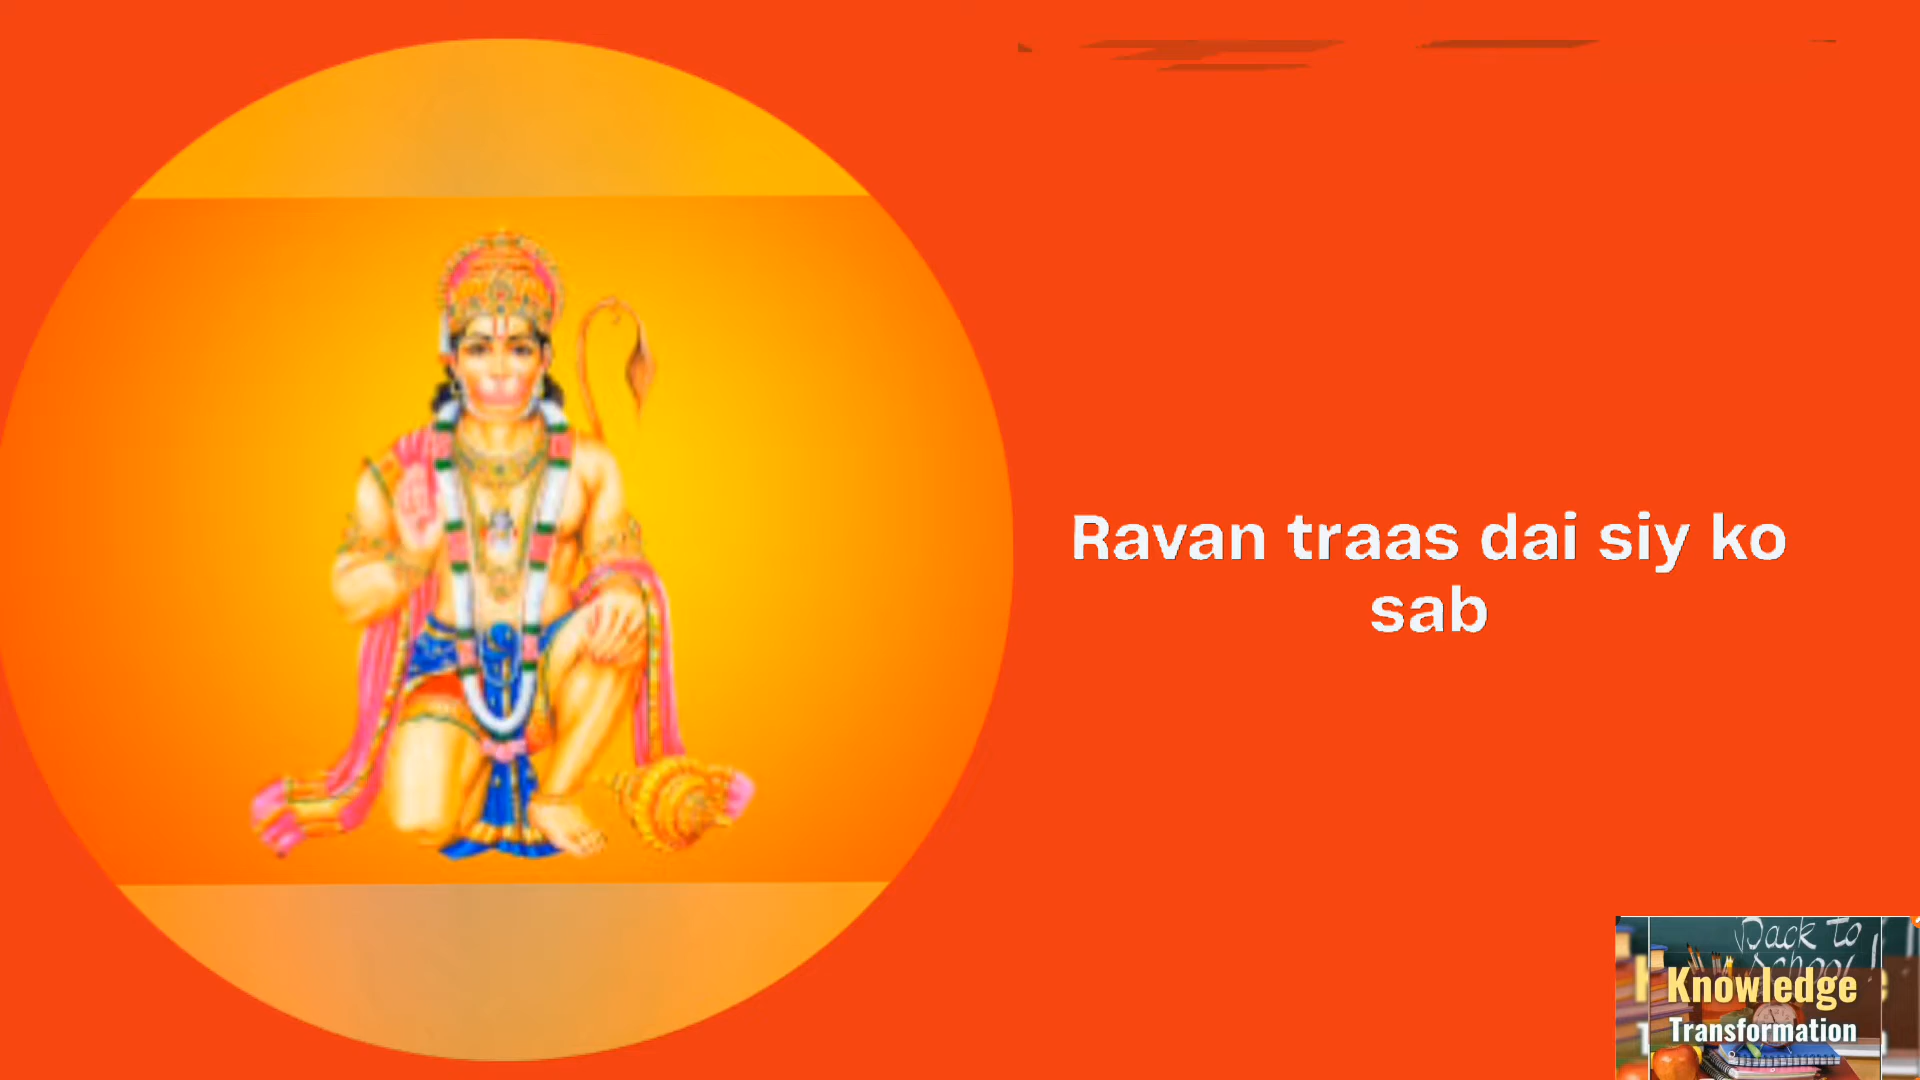 Ravan traas dai siy ko
sab
Back to
School!
Knowledge
Transformation